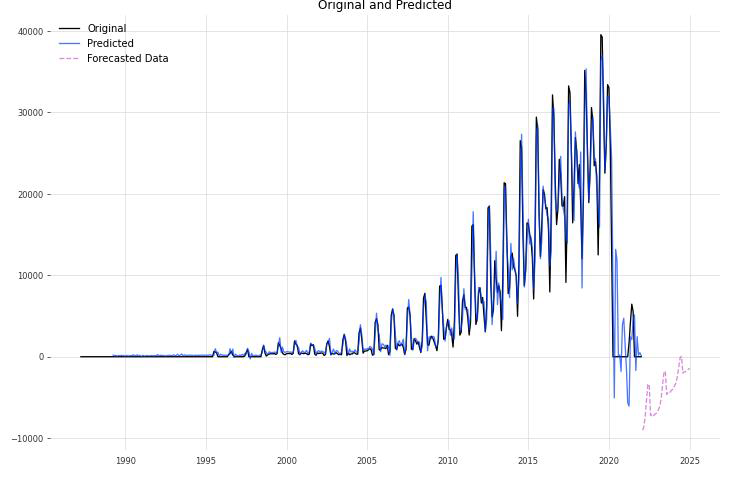 Original and Predicted
Original
Predicted
Forecasted Data
40000
30000
20000
10000
0
−10000
1990 1995 2000 2005 2010 2015 2020 2025